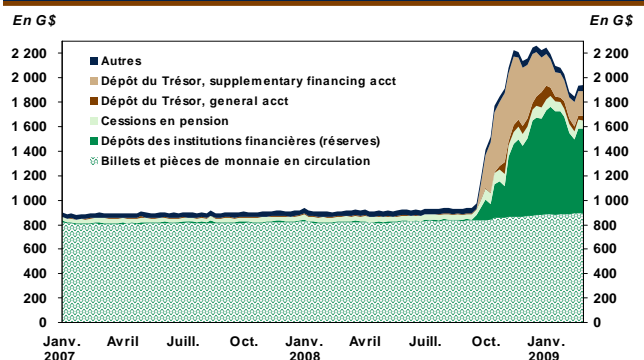 En G$ En G$
2 200 2 200
2 000 2 000
1 800 1 800
1 600 1 600
1 400 1 400
1 200 1 200
1 000 1 000
800 800
600 600
400 400
200 200
0 0
Autres
Dépôt du Trésor, supplementary financing acct
Dépôt du Trésor, general acct
Cessions en pension
Dépôts des institutions financières (réserves)
Billets et pièces de monnaie en circulation
Janv. Avril Juill. Oct. Janv. Avril Juill. Oct. Janv.
2007 2008 2009